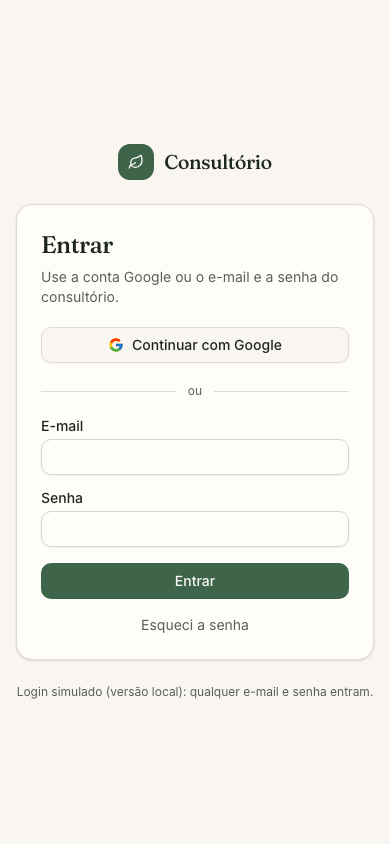 Consultório
Entrar
Use a conta Google ou o e-mail e a senha do
consultório.
Continuar com Google
ou
E-mail
Senha
Entrar
Esqueci a senha
Login simulado (versão local): qualquer e-mail e senha entram.